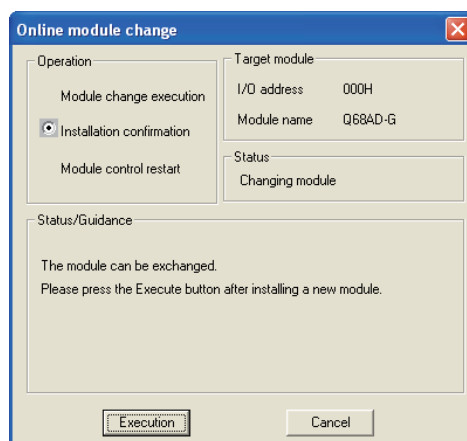 Online module change
Operation
Module change execution
Installation confirmation
Module control restart
Target module
I/O address 000H
Module name Q68AD-G
Status
Changing module
Status/Guidance
The module can be exchanged.
Please press the Execute button after installing a new module.
Execution Cancel